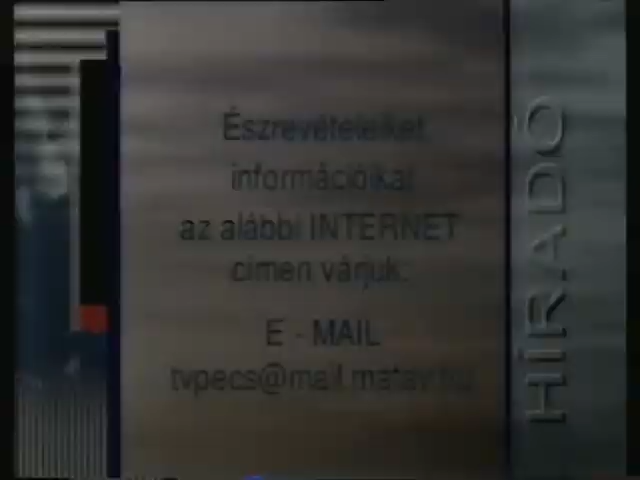 Észrevételeiket,
információikat
az alábbi INTERNET
címen várjuk:
E - MAIL
tvpecs@mail.matav.hu
HÍRADÓ